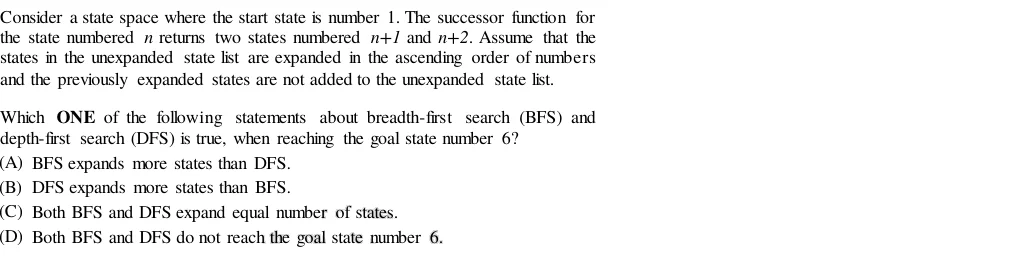 Consider a state space where the start state is number 1. The successor function for
the state numbered n returns two states numbered n+1 and n+2. Assume that the
states in the unexpanded state list are expanded in the ascending order of numbers
and the previously expanded states are not added to the unexpanded state list.
Which ONE of the following statements about breadth-first search (BFS) and
depth-first search (DFS) is true, when reaching the goal state number 6?
(A) BFS expands more states than DFS.
(B) DFS expands more states than BFS.
(C) Both BFS and DFS expand equal number of states.
(D) Both BFS and DFS do not reach the goal state number 6.